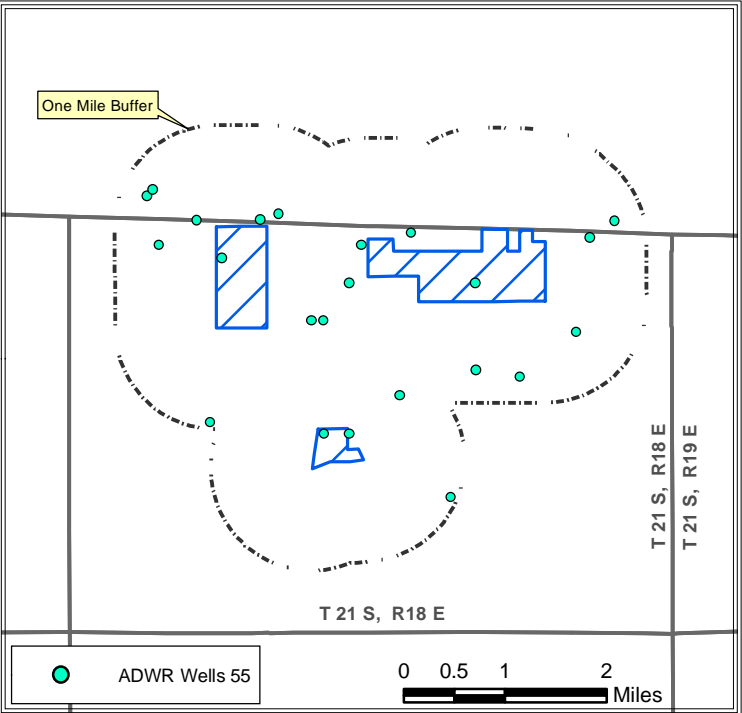 One Mile Buffer
T 21 S, R18 E
T 21 S, R19 E
T 21 S, R18 E
ADWR Wells 55
0 0.5 1 2
Miles